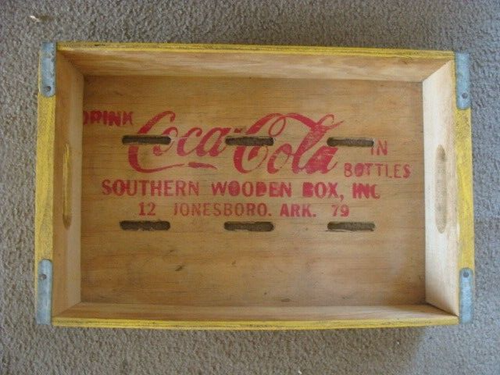 DRINK Coca-Cola IN
BOTTLES
SOUTHERN WOODEN BOX, INC
12 JONESBORO. ARK. 79